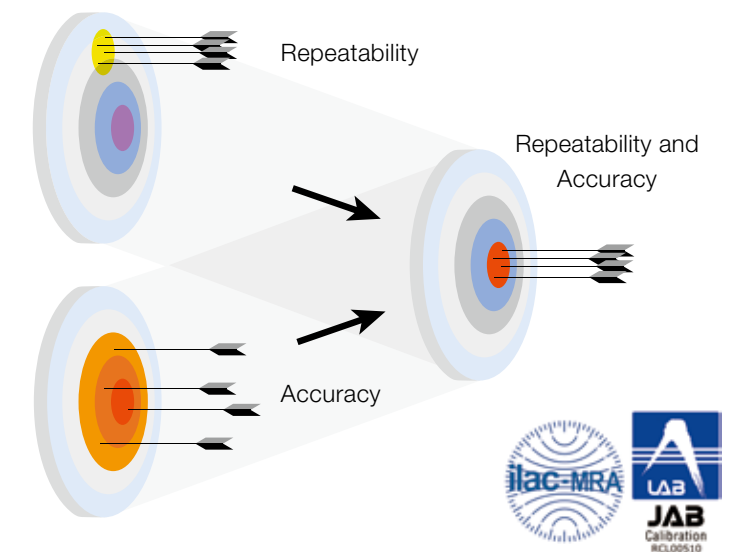 Repeatability
Repeatability and
Accuracy
Accuracy
ilac-MRA
LAB
JAB
Calibration
RCL00510